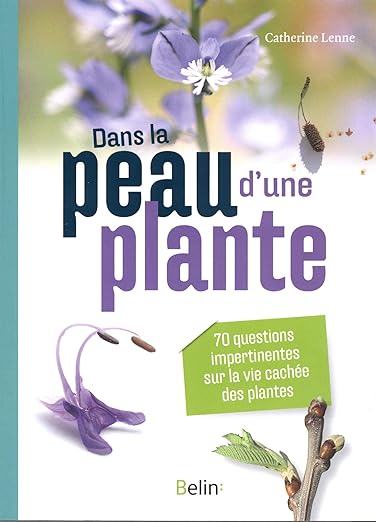 Catherine Lenne
Dans la
peau d'une
plante
70 questions
impertinentes
sur la vie cachée
des plantes
Belin: